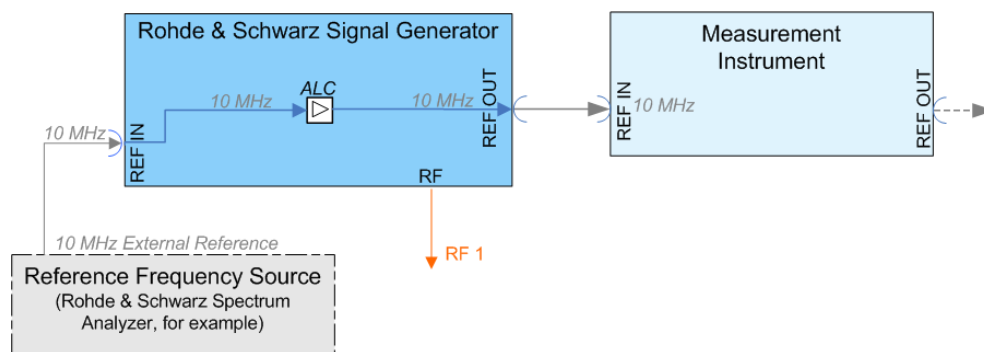 Rohde & Schwarz Signal Generator
ALC
10 MHz
10 MHz
REF OUT
REF IN
10 MHz
RF
RF 1
Measurement
Instrument
REF IN
10 MHz
REF OUT
10 MHz External Reference
Reference Frequency Source
(Rohde & Schwarz Spectrum
Analyzer, for example)